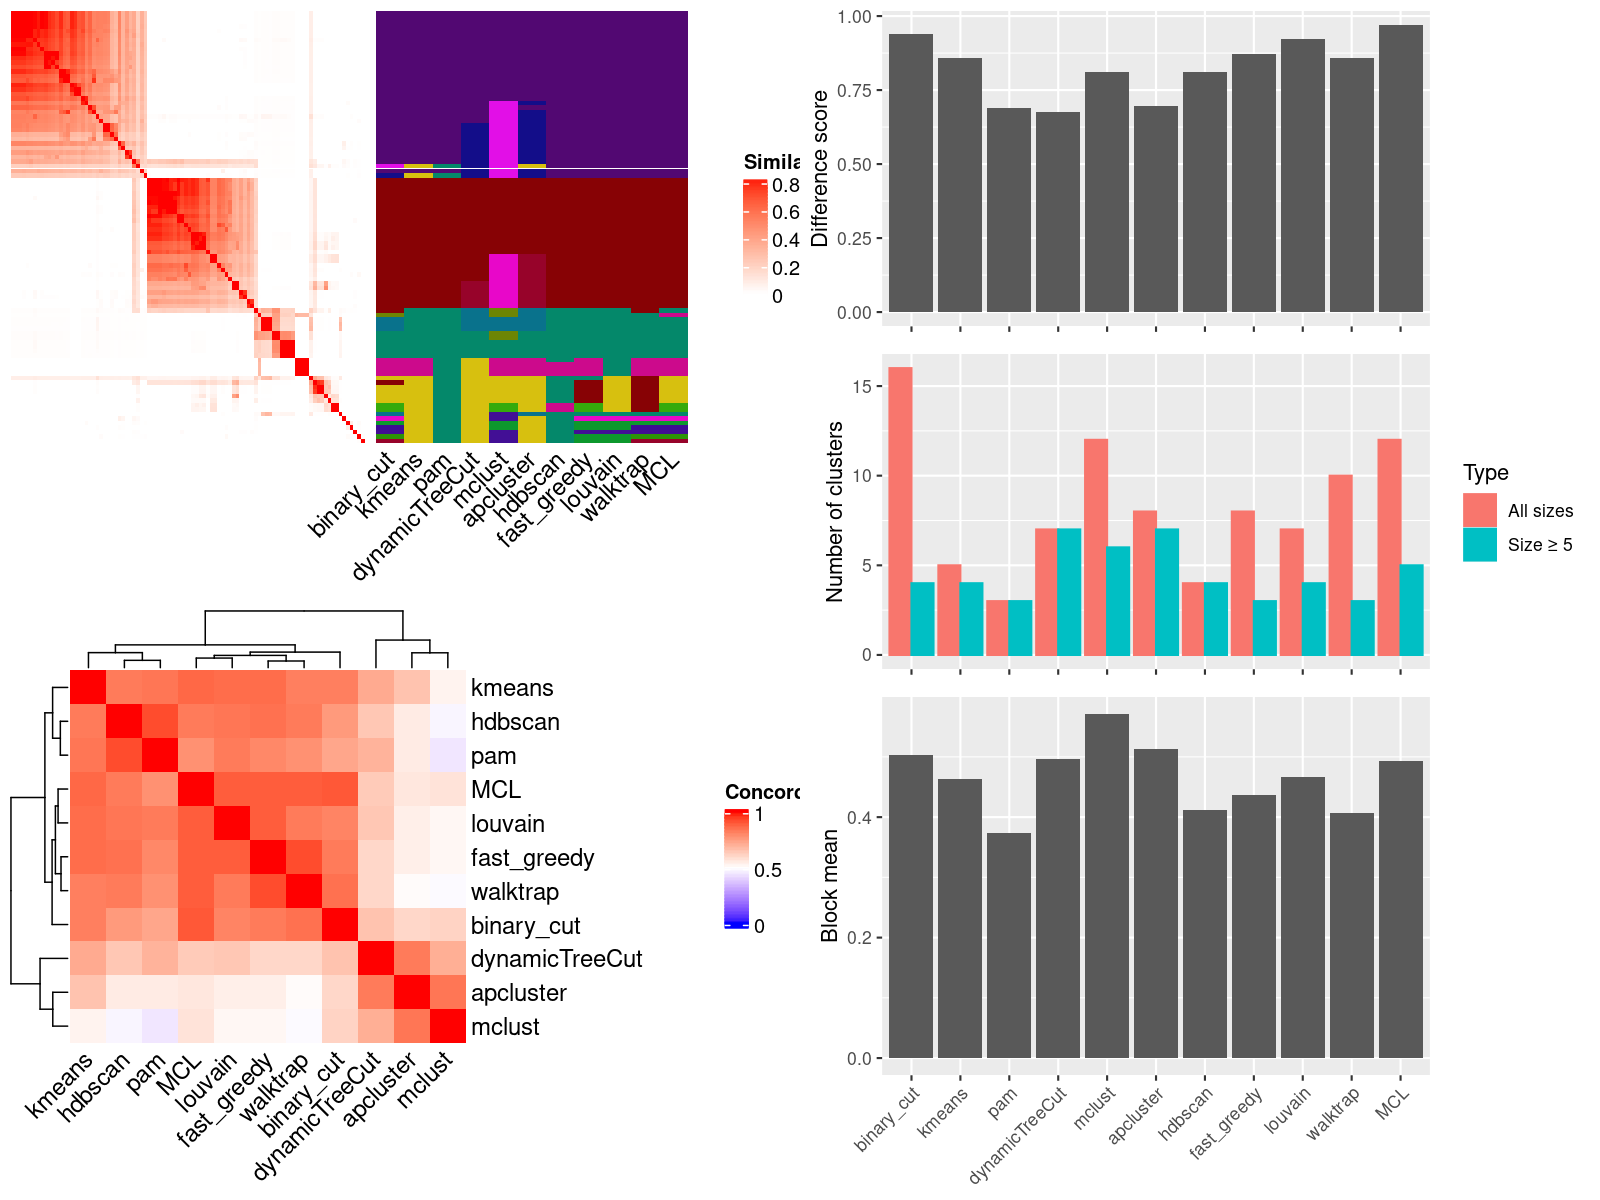 Simila
0.8
0.6
0.4
0.2
0
binary_cut
kmeans
pam
dynamicTreeCut
mclust
apcluster
hdbscan
fast_greedy
louvain
walktrap
MCL
Difference score
1.00
0.75
0.50
0.25
0.00
Number of clusters
15
10
5
0
Type
All sizes
Size ≥ 5
kmeans
hdbscan
pam
MCL
louvain
fast_greedy
walktrap
binary_cut
dynamicTreeCut
apcluster
mclust
kmeans
hdbscan
pam
MCL
louvain
fast_greedy
walktrap
binary_cut
dynamicTreeCut
apcluster
mclust
Concord
1
0.5
0
Block mean
0.4
0.2
0.0
binary_cut
kmeans
pam
dynamicTreeCut
mclust
apcluster
hdbscan
fast_greedy
louvain
walktrap
MCL